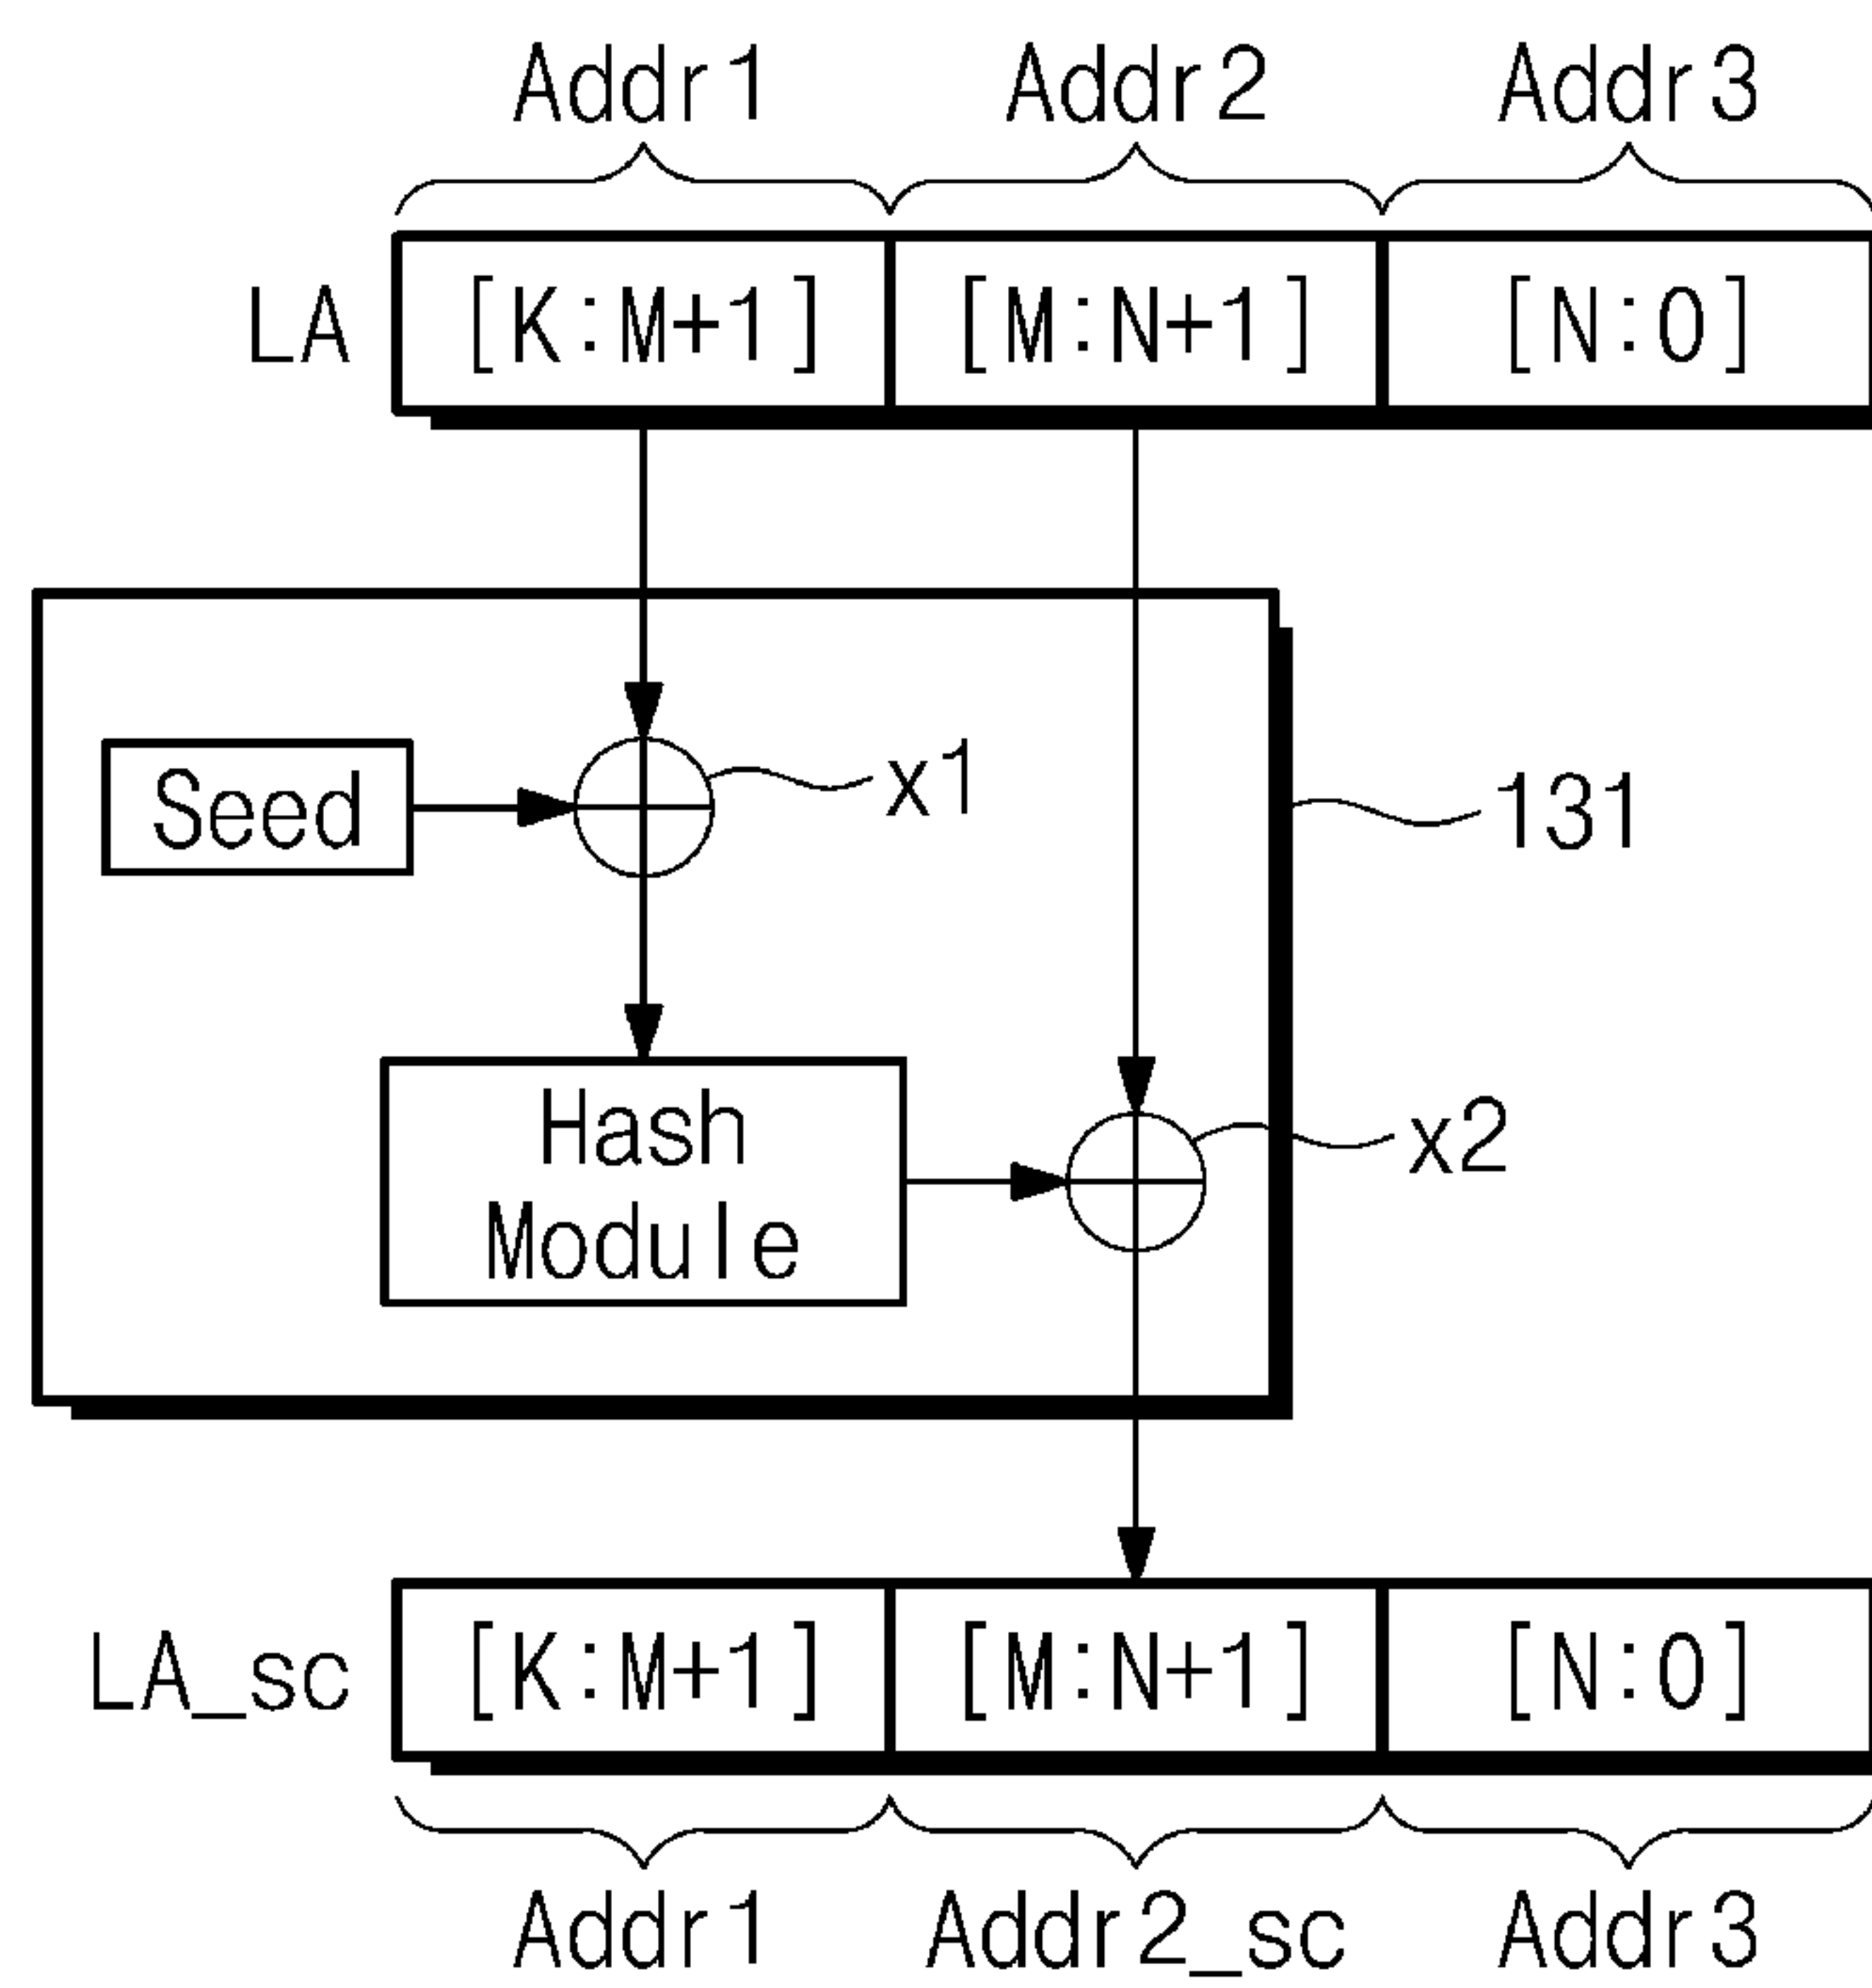 Addr1 Addr2 Addr3
LA [K:M+1] [M:N+1] [N:0]
Seed x1 131
Hash
Module
x2
LA_sc [K:M+1] [M:N+1] [N:0]
Addr1 Addr2_sc Addr3